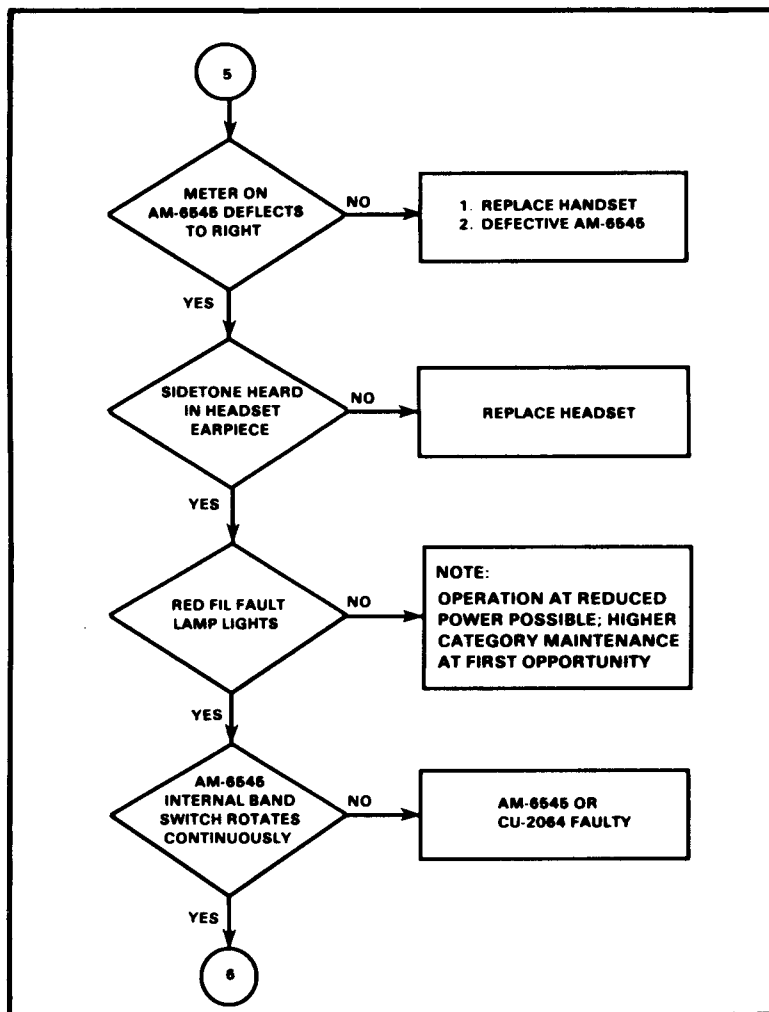 5
METER ON
AM-6545 DEFLECTS
TO RIGHT
NO
1. REPLACE HANDSET
2. DEFECTIVE AM-6545
YES
SIDETONE HEARD
IN HEADSET
EARPIECE
NO
REPLACE HEADSET
YES
RED FIL FAULT
LAMP LIGHTS
NO
NOTE:
OPERATION AT REDUCED
POWER POSSIBLE; HIGHER
CATEGORY MAINTENANCE
AT FIRST OPPORTUNITY
YES
AM-6545
INTERNAL BAND
SWITCH ROTATES
CONTINUOUSLY
NO
AM-6545 OR
CU-2064 FAULTY
YES
6